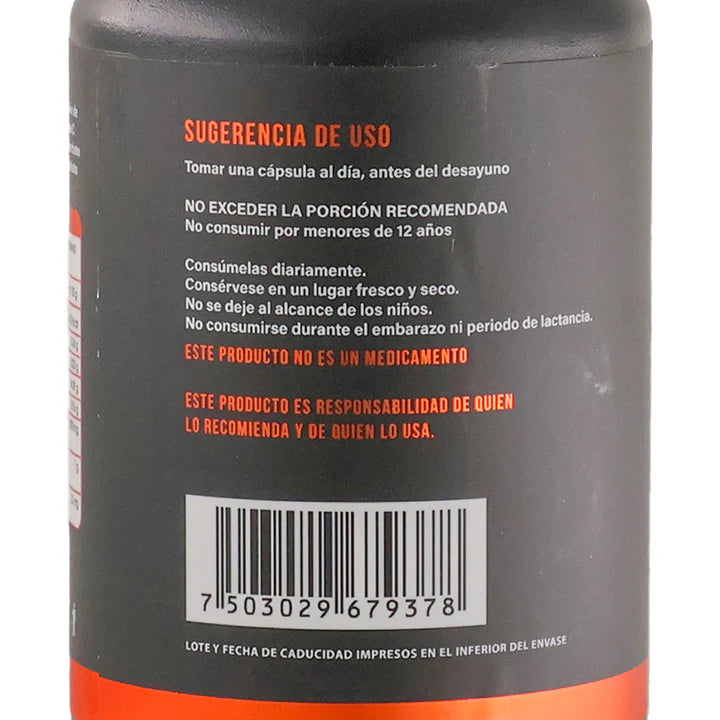 SUGERENCIA DE USO
Tomar una cápsula al día, antes del desayuno
NO EXCEDER LA PORCIÓN RECOMENDADA
No consumir por menores de 12 años
Consúmelas diariamente.
Consérvese en un lugar fresco y seco.
No se deje al alcance de los niños.
No consumirse durante el embarazo ni periodo de lactancia.
ESTE PRODUCTO NO ES UN MEDICAMENTO
ESTE PRODUCTO ES RESPONSABILIDAD DE QUIEN
LO RECOMIENDA Y DE QUIEN LO USA.
7 503029 679378
LOTE Y FECHA DE CADUCIDAD IMPRESOS EN EL INFERIOR DEL ENVASE